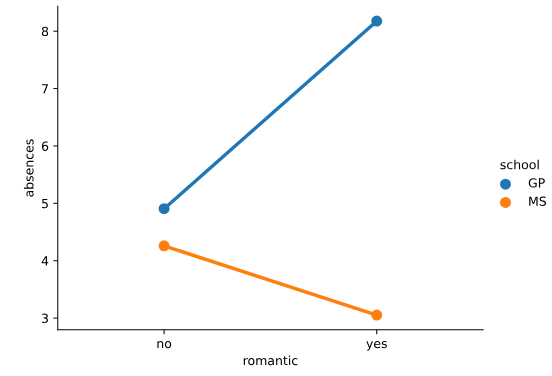 8
7
6
5
4
3
absences
no
yes
romantic
school
GP
MS